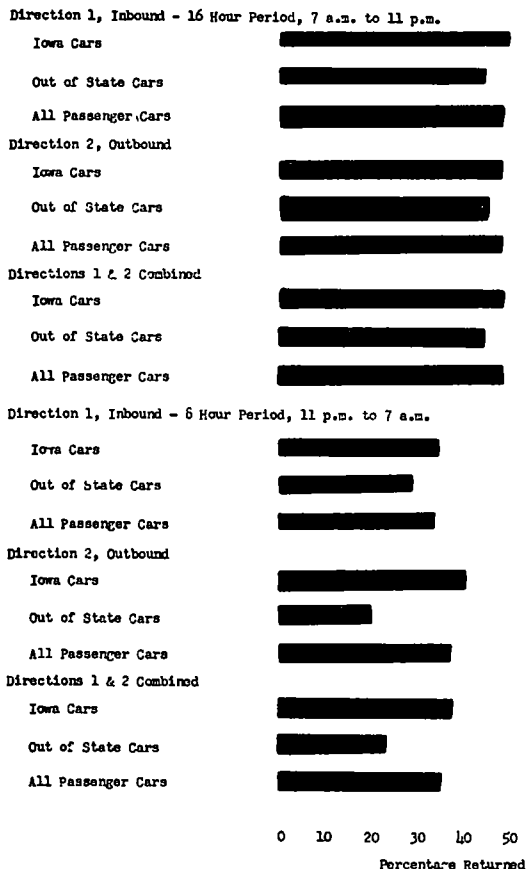 Direction 1, Inbound - 16 Hour Period, 7 a.m. to 11 p.m.
Iowa Cars
Out of State Cars
All Passenger Cars
Direction 2, Outbound
Iowa Cars
Out of State Cars
All Passenger Cars
Directions 1 & 2 Combined
Iowa Cars
Out of State Cars
All Passenger Cars
Direction 1, Inbound - 8 Hour Period, 11 p.m. to 7 a.m.
Iowa Cars
Out of State Cars
All Passenger Cars
Direction 2, Outbound
Iowa Cars
Out of State Cars
All Passenger Cars
Directions 1 & 2 Combined
Iowa Cars
Out of State Cars
All Passenger Cars
0 10 20 30 40 50
Percentage Returned